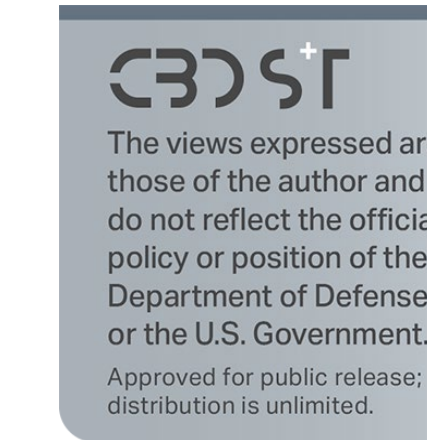 CBDST+
The views expressed ar
those of the author and
do not reflect the officia
policy or position of the
Department of Defense
or the U.S. Government.
Approved for public release;
distribution is unlimited.